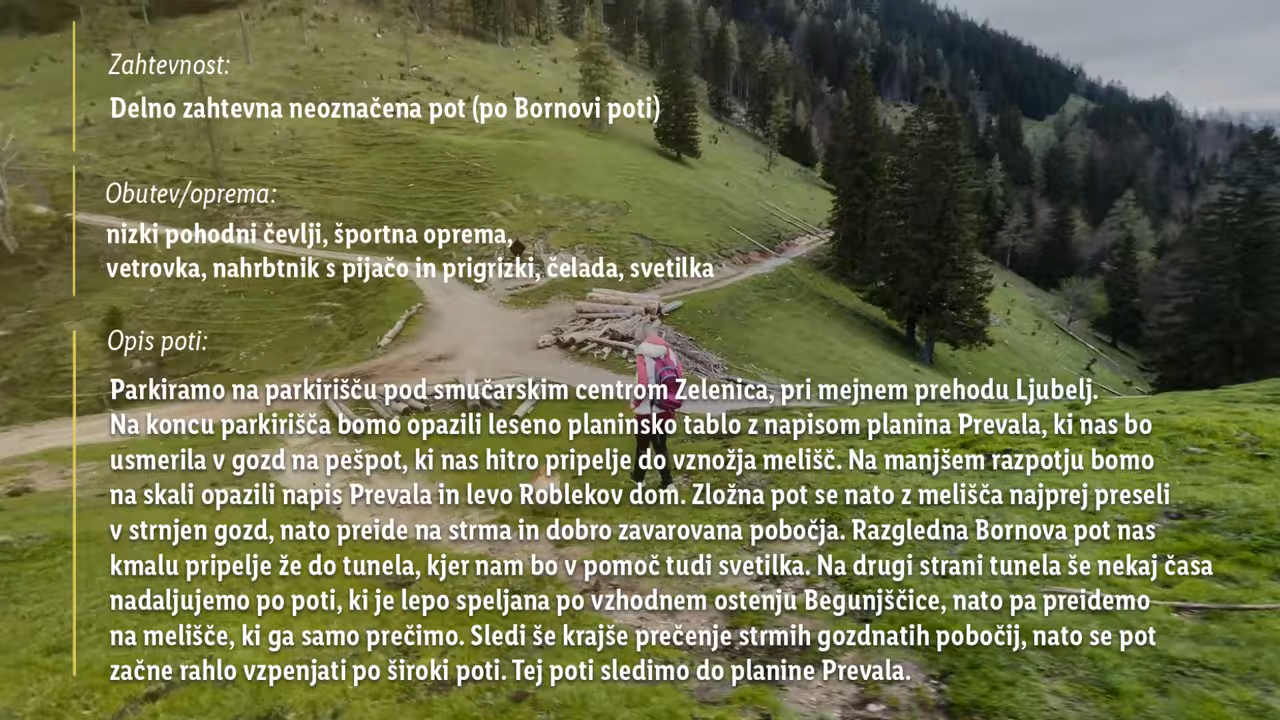 Zahtevnost:
Delno zahtevna neoznačena pot (po Bornovi poti)
Obutev/oprema:
nizki pohodni čevlji, športna oprema,
vetrovka, nahrbtnik s pijačo in prigrizki, čelada, svetilka
Opis poti:
Parkiramo na parkirišču pod smučarskim centrom Zelenica, pri mejnem prehodu Ljubelj.
Na koncu parkirišča bomo opazili leseno planinsko tablo z napisom planina Prevala, ki nas bo
usmerila v gozd na pešpot, ki nas hitro pripelje do vznožja melišč. Na manjšem razpotju bomo
na skali opazili napis Prevala in levo Roblekov dom. Zložna pot se nato z melišča najprej preseli
v strnjen gozd, nato preide na strma in dobro zavarovana pobočja. Razgledna Bornova pot nas
kmalu pripelje že do tunela, kjer nam bo v pomoč tudi svetilka. Na drugi strani tunela še nekaj časa
nadaljujemo po poti, ki je lepo speljana po vzhodnem ostenju Begunjščice, nato pa preidemo
na melišče, ki ga samo prečimo. Sledi še krajše prečenje strmih gozdnatih pobočij, nato se pot
začne rahlo vzpenjati po široki poti. Tej poti sledimo do planine Prevala.